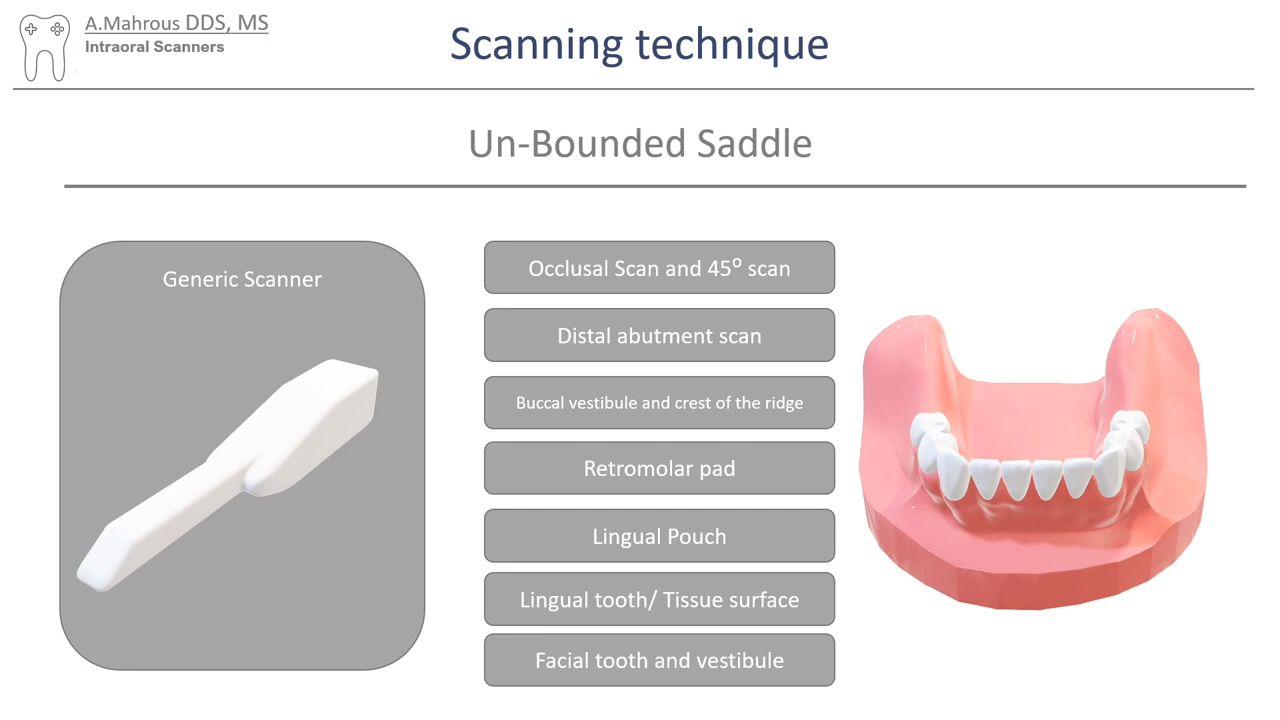 A.Mahrous DDS, MS
Intraoral Scanners
Scanning technique
Un-Bounded Saddle
Generic Scanner
Occlusal Scan and 45⁰ scan
Distal abutment scan
Buccal vestibule and crest of the ridge
Retromolar pad
Lingual Pouch
Lingual tooth/ Tissue surface
Facial tooth and vestibule